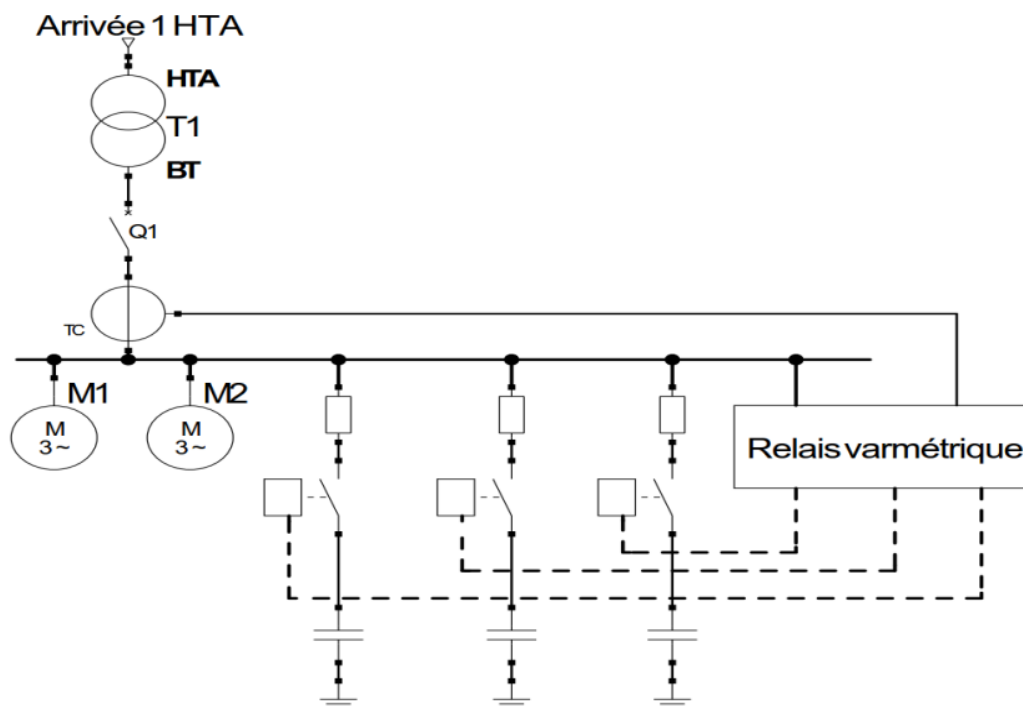 Arrivée 1 HTA
HTA
T1
BT
Q1
TC
M1
M2
M
3~
M
3~
Relais varmétrique